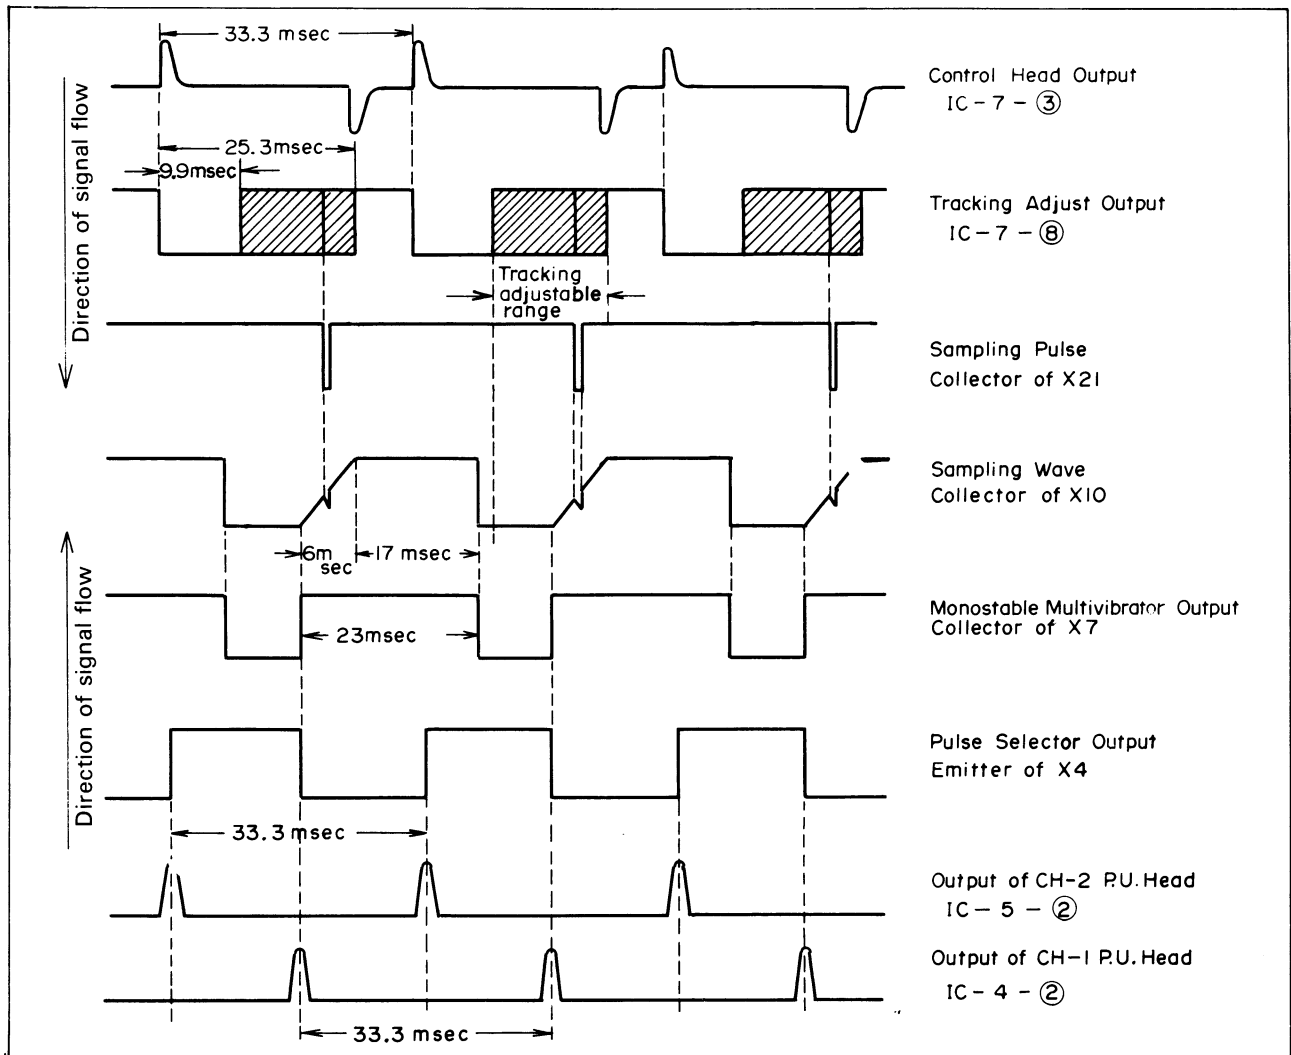 33.3 msec
Control Head Output
IC-7-③
Direction of signal flow
25.3msec
9.9msec
Tracking Adjust Output
IC-7-⑧
Tracking
adjustable
range
Sampling Pulse
Collector of X21
Sampling Wave
Collector of X10
6m
sec
17 msec
Direction of signal flow
Monostable Multivibrator Output
Collector of X7
23msec
Pulse Selector Output
Emitter of X4
33.3 msec
Output of CH-2 P.U. Head
IC-5-②
Output of CH-1 P.U. Head
IC-4-②
33.3 msec